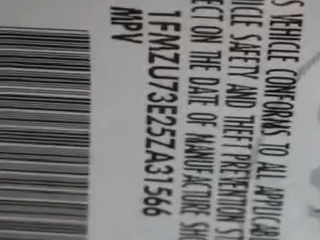 S VEHICLE CONFORMS TO ALL APPLICAB
ICLE SAFETY AND THEFT PREVENTION ST
ECT ON THE DATE OF MANUFACTURE SHO
1FMZU73E25ZA31566
MPV